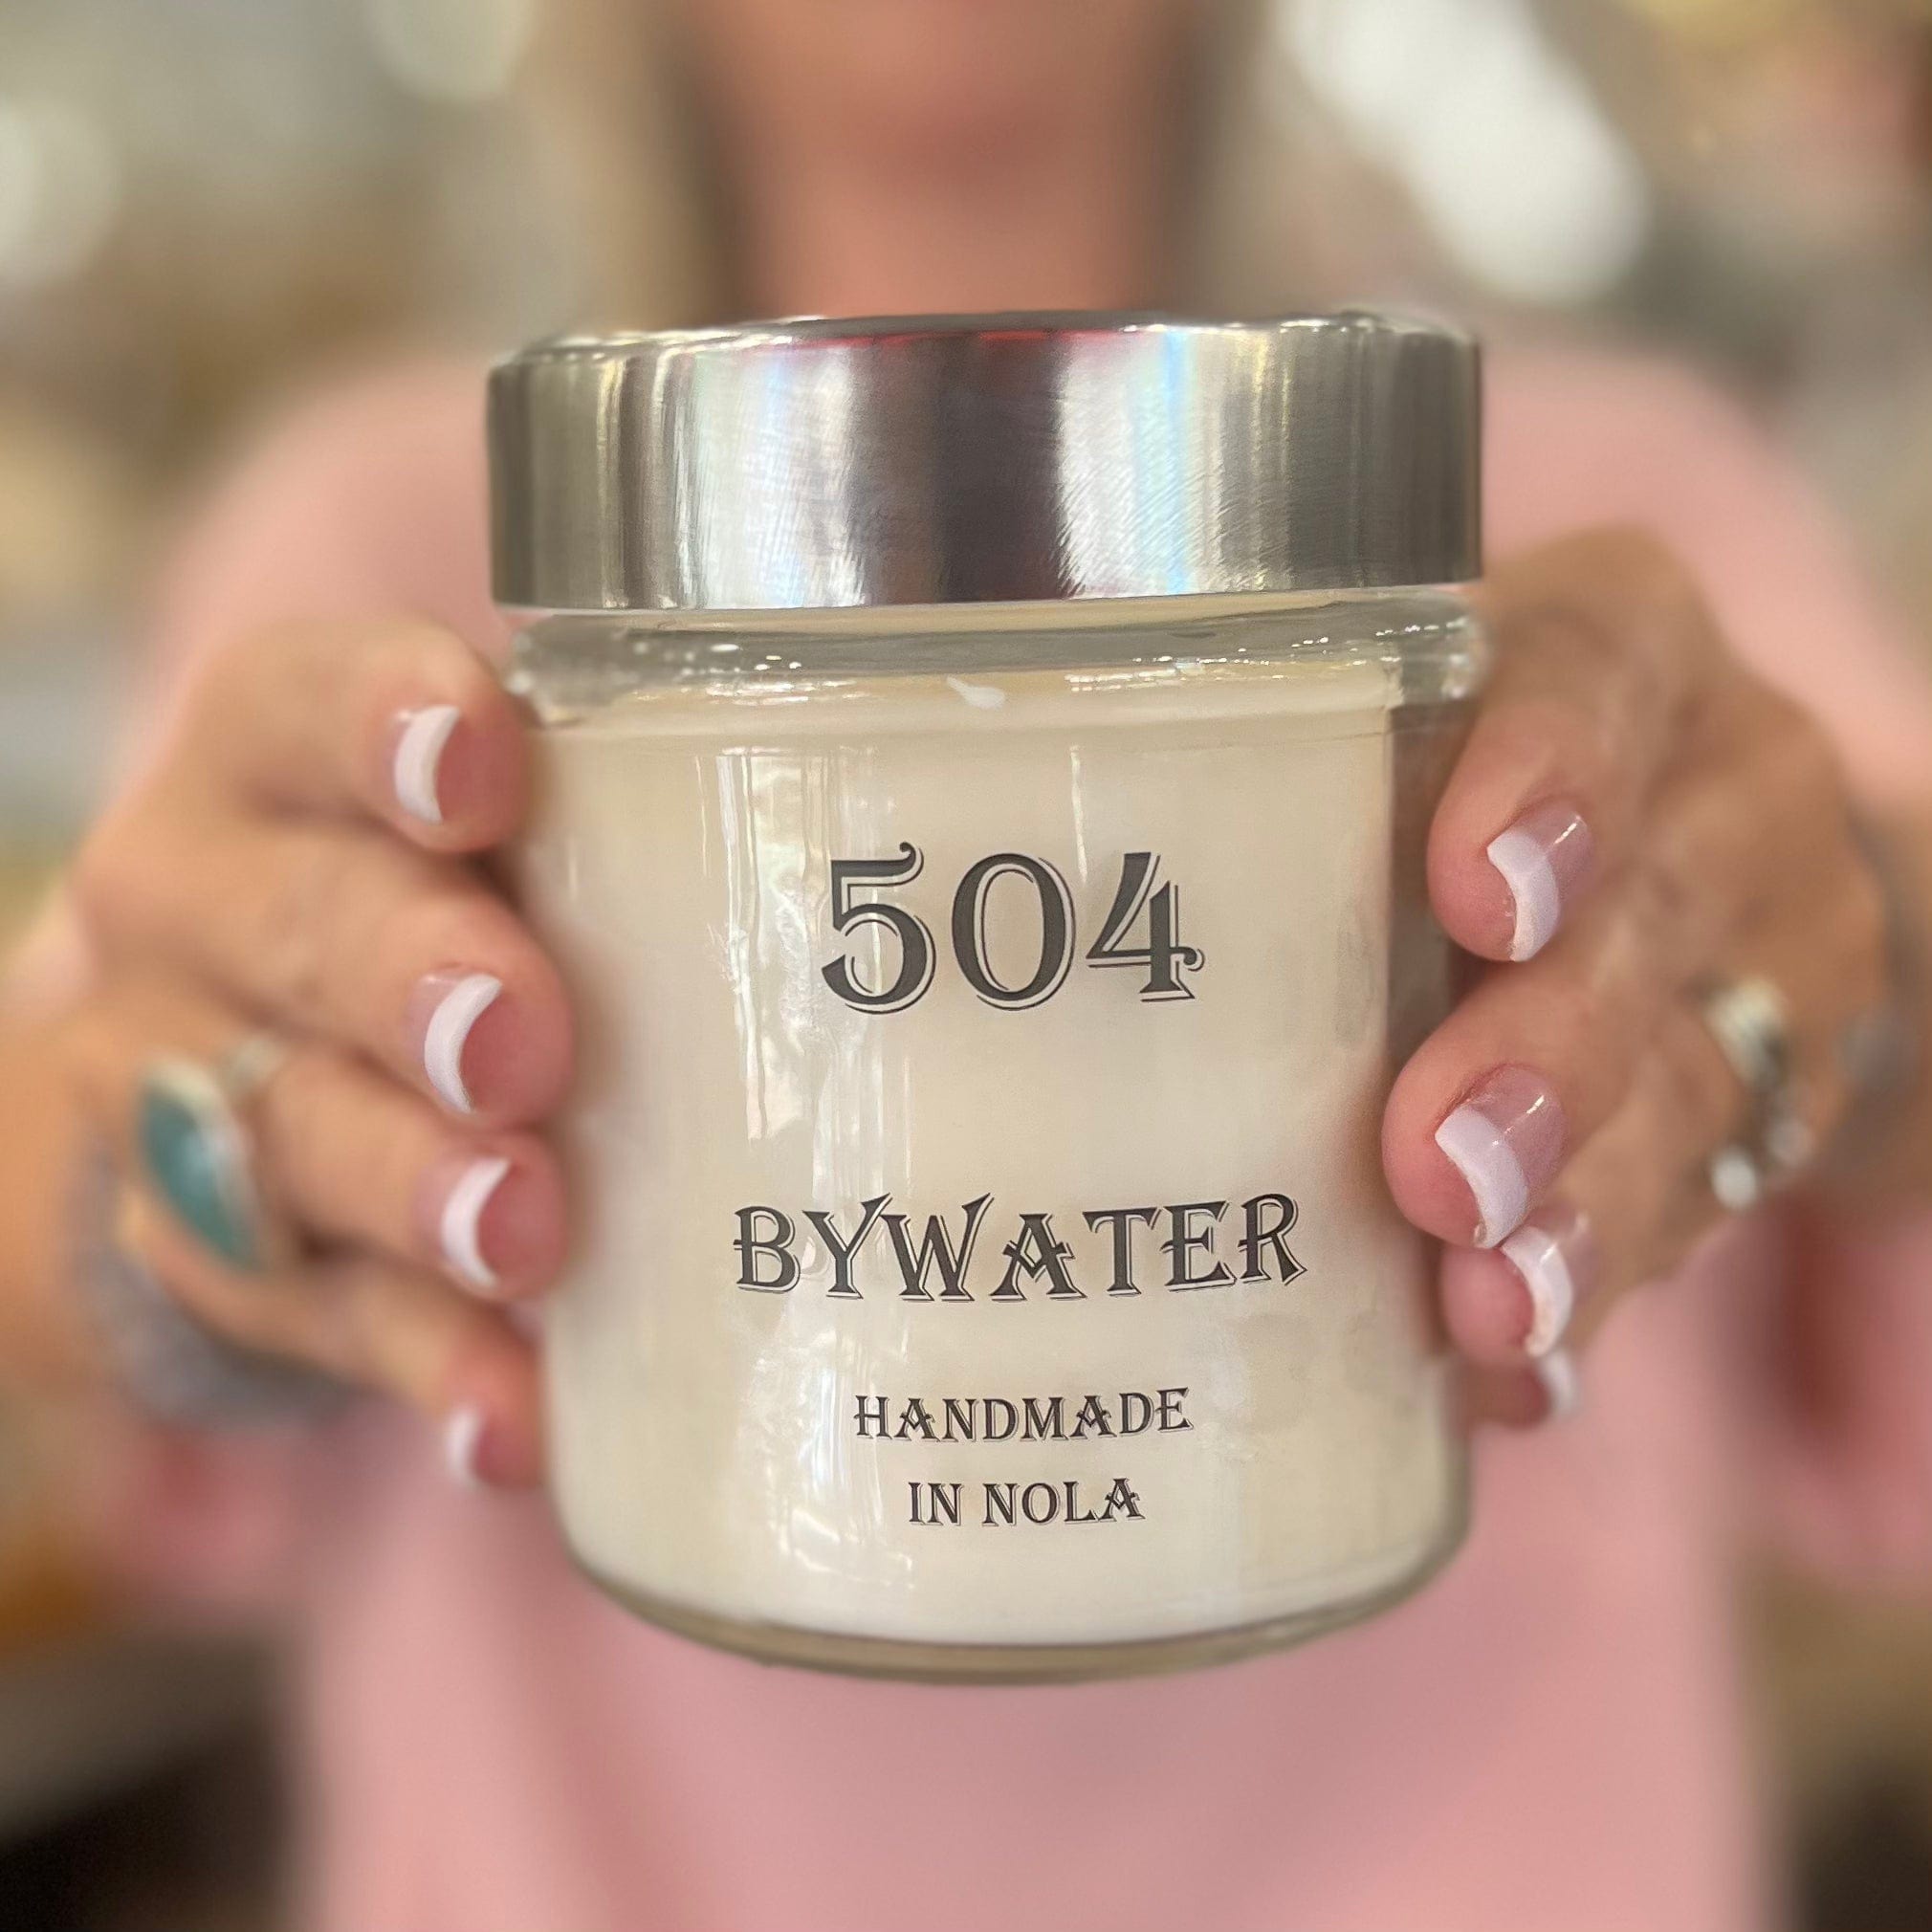 504
BYWATER
HANDMADE
IN NOLA